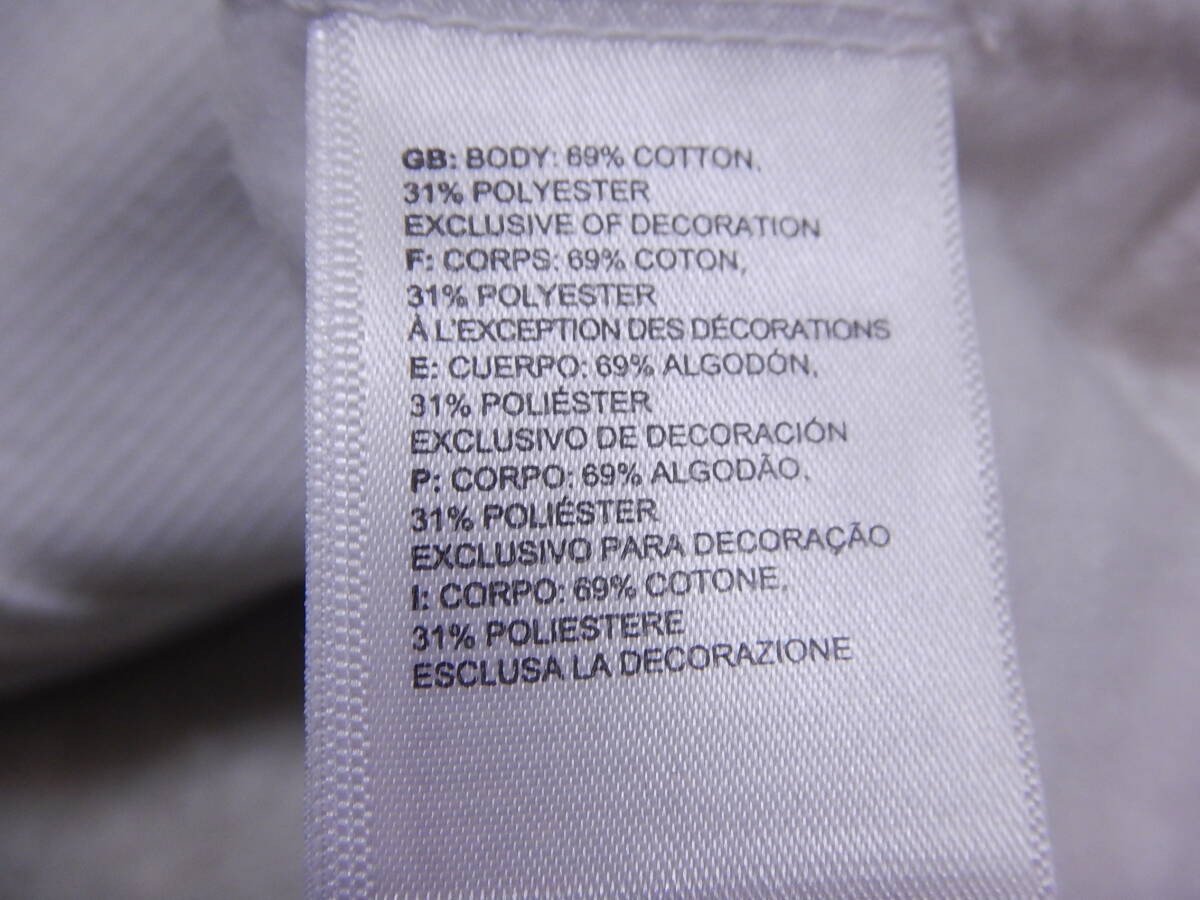 GB: BODY: 69% COTTON,
31% POLYESTER
EXCLUSIVE OF DECORATION
F: CORPS: 69% COTON,
31% POLYESTER
À L'EXCEPTION DES DÉCORATIONS
E: CUERPO: 69% ALGODÓN,
31% POLIÉSTER
EXCLUSIVO DE DECORACIÓN
P: CORPO: 69% ALGODÃO,
31% POLIÉSTER
EXCLUSIVO PARA DECORAÇÃO
I: CORPO: 69% COTONE,
31% POLIESTERE
ESCLUSA LA DECORAZIONE